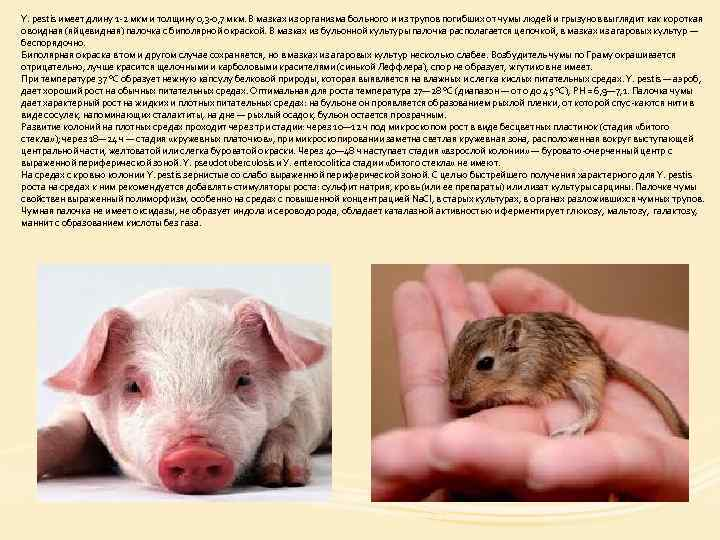 Y. pestis имеет длину 1-2 мкм и толщину 0,3-0,7 мкм. В мазках из организма больного и из трупов погибших от чумы людей и грызунов выглядит как короткая
овоидная (яйцевидная) палочка с биполярной окраской. В мазках из бульонной культуры палочка располагается цепочкой, в мазках из агаровых культур —
беспорядочно.
Биполярная окраска в том и другом случае сохраняется, но в мазках из агаровых культур несколько слабее. Возбудитель чумы по Граму окрашивается
отрицательно, лучше красится щелочными и карболовыми красителями (синькой Леффлера), спор не образует, жгутиков не имеет.
При температуре 37 °С образует нежную капсулу белковой природы, которая выявляется на влажных и слегка кислых питательных средах. Y. pestis — аэроб,
дает хороший рост на обычных питательных средах. Оптимальная для роста температура 27—28 °С (диапазон — от 0 до 45 °С), PH = 6,9—7,1. Палочка чумы
дает характерный рост на жидких и плотных питательных средах: на бульоне он проявляется образованием рыхлой пленки, от которой спус-каются нити в
виде сосулек, напоминающих сталактиты, на дне — рыхлый осадок, бульон остается прозрачным.
Развитие колоний на плотных средах проходит через три стадии: через 10—12 ч под микроскопом рост в виде бесцветных пластинок (стадия «битого
стекла»); через 18—24 ч — стадия «кружевных платочков», при микроскопировании заметна светлая кружевная зона, расположенная вокруг выступающей
центральной части, желтоватой или слегка буроватой окраски. Через 40—48 ч наступает стадия «взрослой колонии» — буровато-очерченный центр с
выраженной периферической зоной. Y. pseudotuberculosis и Y. enterocolitica стадии «битого стекла» не имеют.
На средах с кровью колонии Y. pestis зернистые со слабо выраженной периферической зоной. С целью быстрейшего получения характерного для Y. pestis
роста на средах к ним рекомендуется добавлять стимуляторы роста: сульфит натрия, кровь (или ее препараты) или лизат культуры сарцины. Палочке чумы
свойствен выраженный полиморфизм, особенно на средах с повышенной концентрацией NaCl, в старых культурах, в органах разложившихся чумных трупов.
Чумная палочка не имеет оксидазы, не образует индола и сероводорода, обладает каталазной активностью и ферментирует глюкозу, мальтозу, галактозу,
маннит с образованием кислоты без газа.